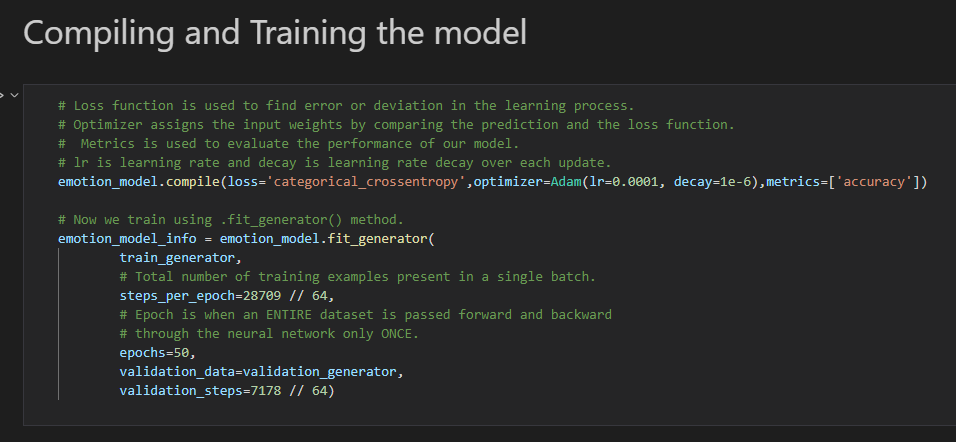 Compiling and Training the model
# Loss function is used to find error or deviation in the learning process.
# Optimizer assigns the input weights by comparing the prediction and the loss function.
#  Metrics is used to evaluate the performance of our model.
# lr is learning rate and decay is learning rate decay over each update.
emotion_model.compile(loss='categorical_crossentropy',optimizer=Adam(lr=0.0001, decay=1e-6),metrics=['accuracy'])
# Now we train using .fit_generator() method.
emotion_model_info = emotion_model.fit_generator(
        train_generator,
        # Total number of training examples present in a single batch.
        steps_per_epoch=28709 // 64,
        # Epoch is when an ENTIRE dataset is passed forward and backward
        # through the neural network only ONCE.
        epochs=50,
        validation_data=validation_generator,
        validation_steps=7178 // 64)